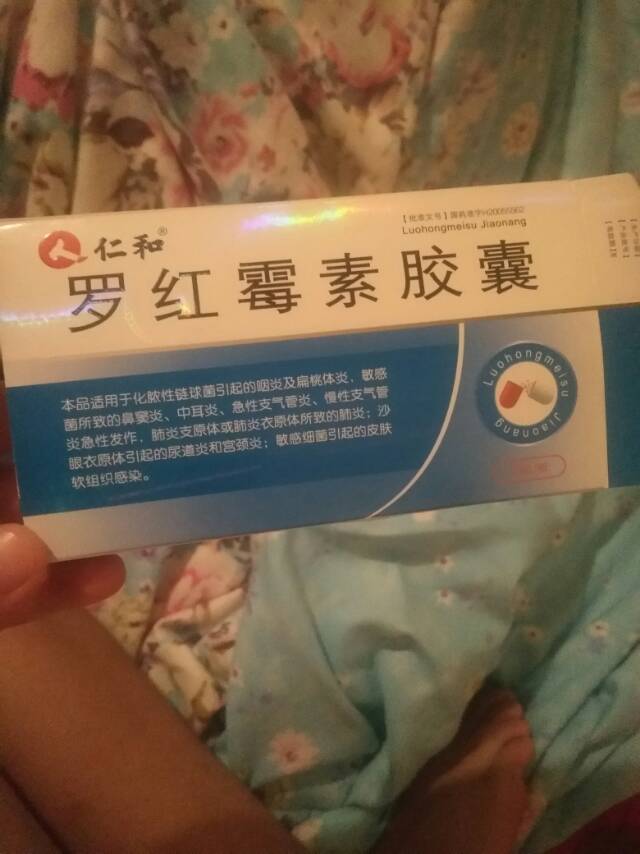 【批准文号】国药准字H20055062
Luohongmeisu Jiaonang
仁和®
罗红霉素胶囊
本品适用于化脓性链球菌引起的咽炎及扁桃体炎，敏感
菌所致的鼻窦炎、中耳炎、急性支气管炎、慢性支气管
炎急性发作，肺炎支原体或肺炎衣原体所致的肺炎；沙
眼衣原体引起的尿道炎和宫颈炎；敏感细菌引起的皮肤
软组织感染。
Luohongmeisu
Jiaonang